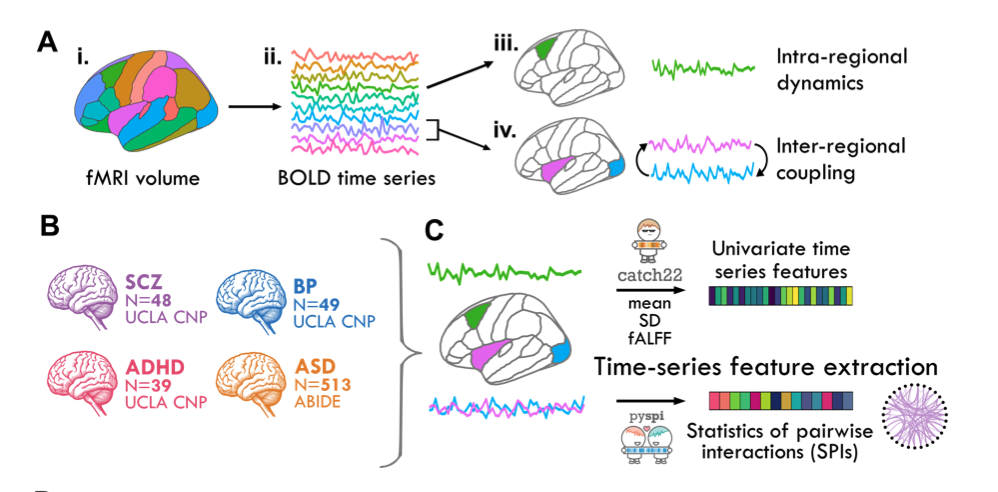 A
i.
fMRI volume
ii.
BOLD time series
iii.
Intra-regional
dynamics
iv.
Inter-regional
coupling
B
SCZ
N=48
UCLA CNP
BP
N=49
UCLA CNP
ADHD
N=39
UCLA CNP
ASD
N=513
ABIDE
C
catch22
mean
SD
fALFF
Univariate time
series features
Time-series feature extraction
pyspi
Statistics of pairwise
interactions (SPIs)